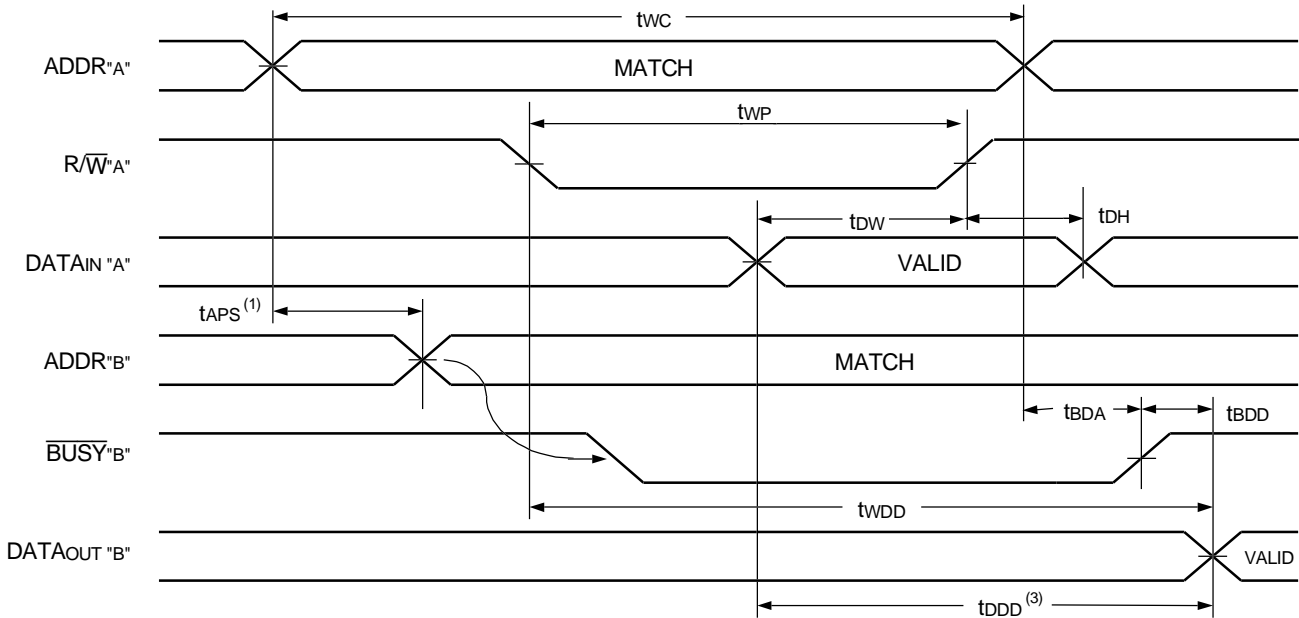 tWC
ADDR"A"
MATCH
tWP
R/W̅"A"
tDW
tDH
DATAIN "A"
VALID
tAPS (1)
ADDR"B"
MATCH
tBDA
tBDD
B̅U̅S̅Y̅"B"
tWDD
DATAOUT "B"
VALID
tDDD (3)